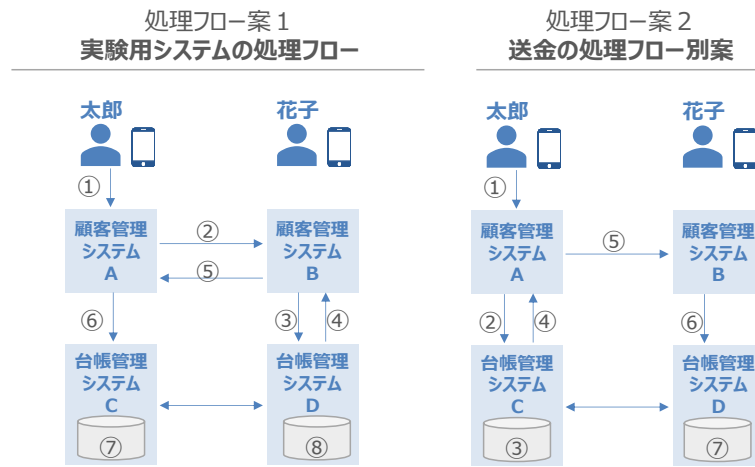 処理フロー案１
実験用システムの処理フロー
太郎
花子
①
顧客管理
システム
A
②
⑤
顧客管理
システム
B
⑥
③
④
台帳管理
システム
C
⑦
台帳管理
システム
D
⑧
処理フロー案２
送金の処理フロー別案
太郎
花子
①
顧客管理
システム
A
⑤
顧客管理
システム
B
②
④
⑥
台帳管理
システム
C
③
台帳管理
システム
D
⑦